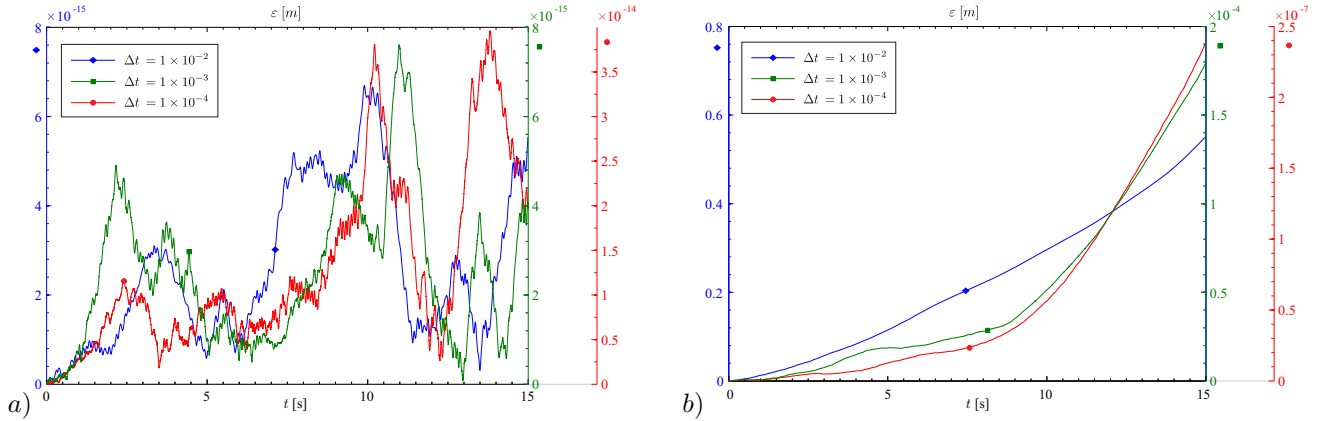 ×10⁻¹⁵ ε [m] ×10⁻¹⁵ ×10⁻¹⁴
8 8
Δt = 1 × 10⁻²
Δt = 1 × 10⁻³
Δt = 1 × 10⁻⁴
3.5
3
6 6
2.5
4 4
2
1.5
2 2
1
0.5
0 0 0
0 5 10 15
a) t [s]
ε [m] ×10⁻⁴ ×10⁻⁷
0.8 2 2.5
Δt = 1 × 10⁻²
Δt = 1 × 10⁻³
Δt = 1 × 10⁻⁴
0.6 1.5
2
1.5
0.4 1
1
0.2 0.5
0.5
0 0 0
0 5 10 15
b) t [s]